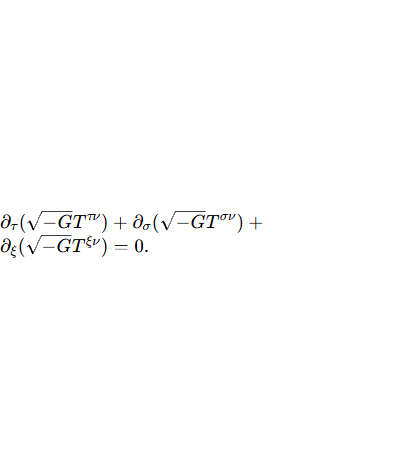 ∂_τ(√(−G)T^{τν}) + ∂_σ(√(−G)T^{σν}) +
∂_ξ(√(−G)T^{ξν}) = 0.